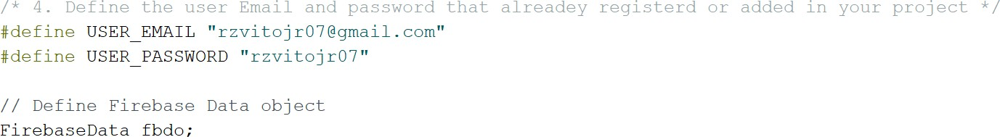 /* 4. Define the user Email and password that alreadey registerd or added in your project */
#define USER_EMAIL "rzvitojr07@gmail.com"
#define USER_PASSWORD "rzvitojr07"
// Define Firebase Data object
FirebaseData fbdo;